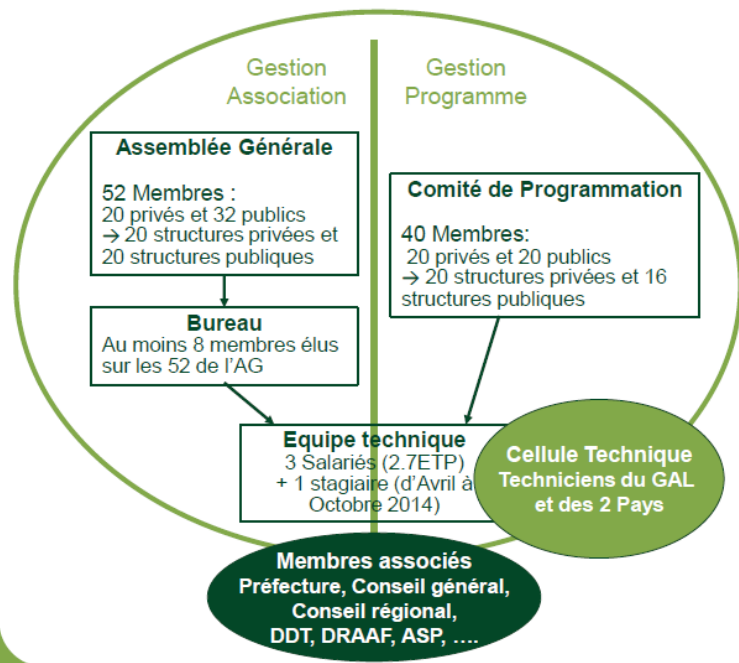 Gestion
Association
Gestion
Programme
Assemblée Générale
52 Membres :
20 privés et 32 publics
→ 20 structures privées et
20 structures publiques
Bureau
Au moins 8 membres élus
sur les 52 de l'AG
Comité de Programmation
40 Membres:
20 privés et 20 publics
→ 20 structures privées et 16
structures publiques
Equipe technique
3 Salariés (2.7ETP)
+ 1 stagiaire (d'Avril à
Octobre 2014)
Cellule Technique
Techniciens du GAL
et des 2 Pays
Membres associés
Préfecture, Conseil général,
Conseil régional,
DDT, DRAAF, ASP, ....